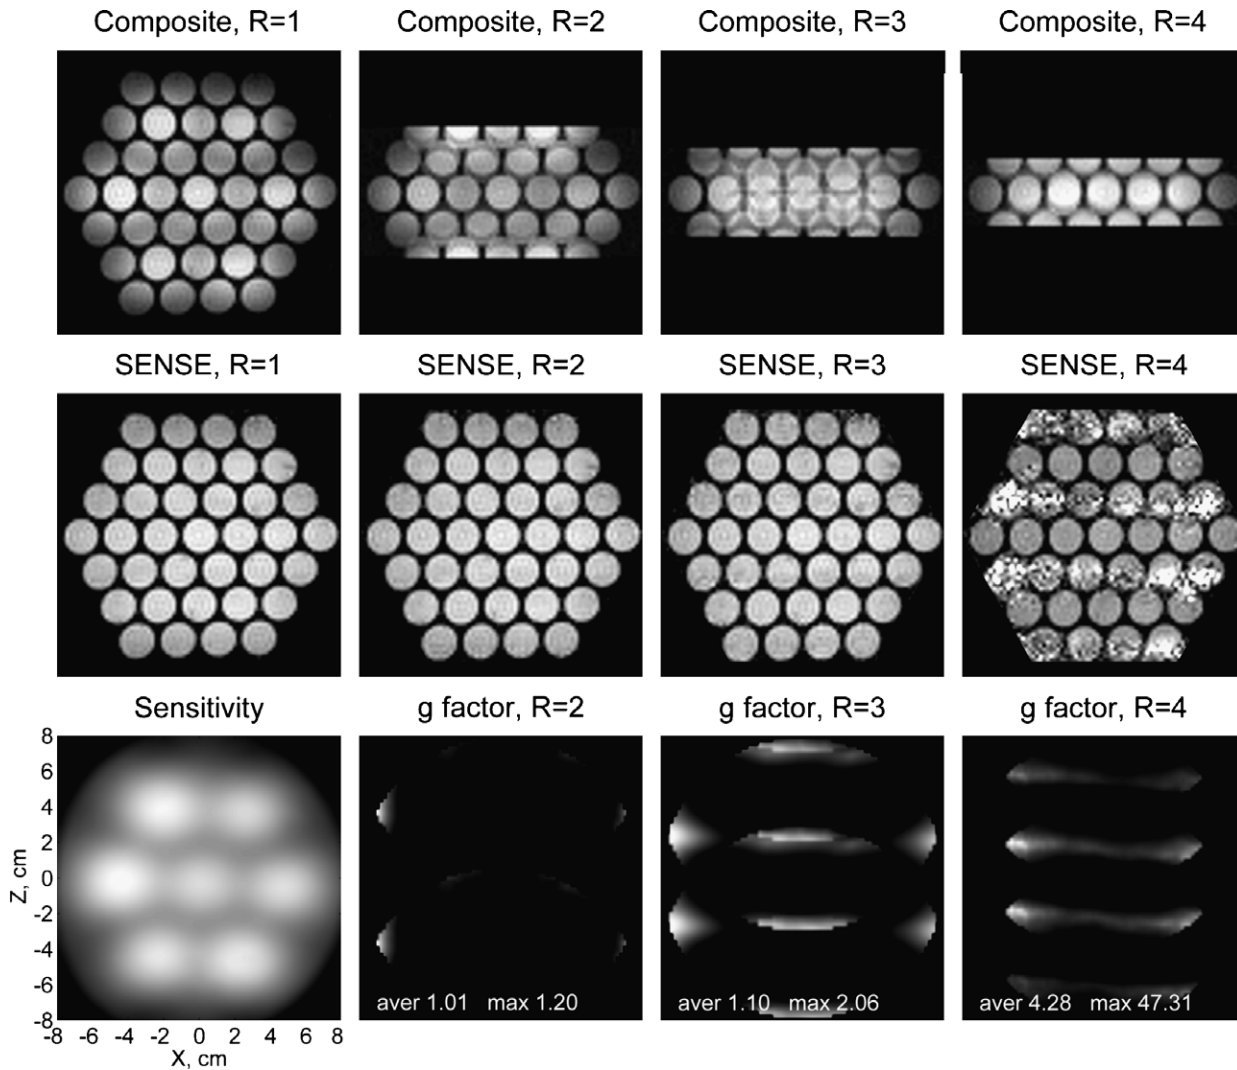 Composite, R=1
Composite, R=2
Composite, R=3
Composite, R=4
SENSE, R=1
SENSE, R=2
SENSE, R=3
SENSE, R=4
Sensitivity
g factor, R=2
g factor, R=3
g factor, R=4
8
6
4
2
0
-2
-4
-6
-8
Z, cm
-8 -6 -4 -2 0 2 4 6 8
X, cm
aver 1.01 max 1.20
aver 1.10 max 2.06
aver 4.28 max 47.31